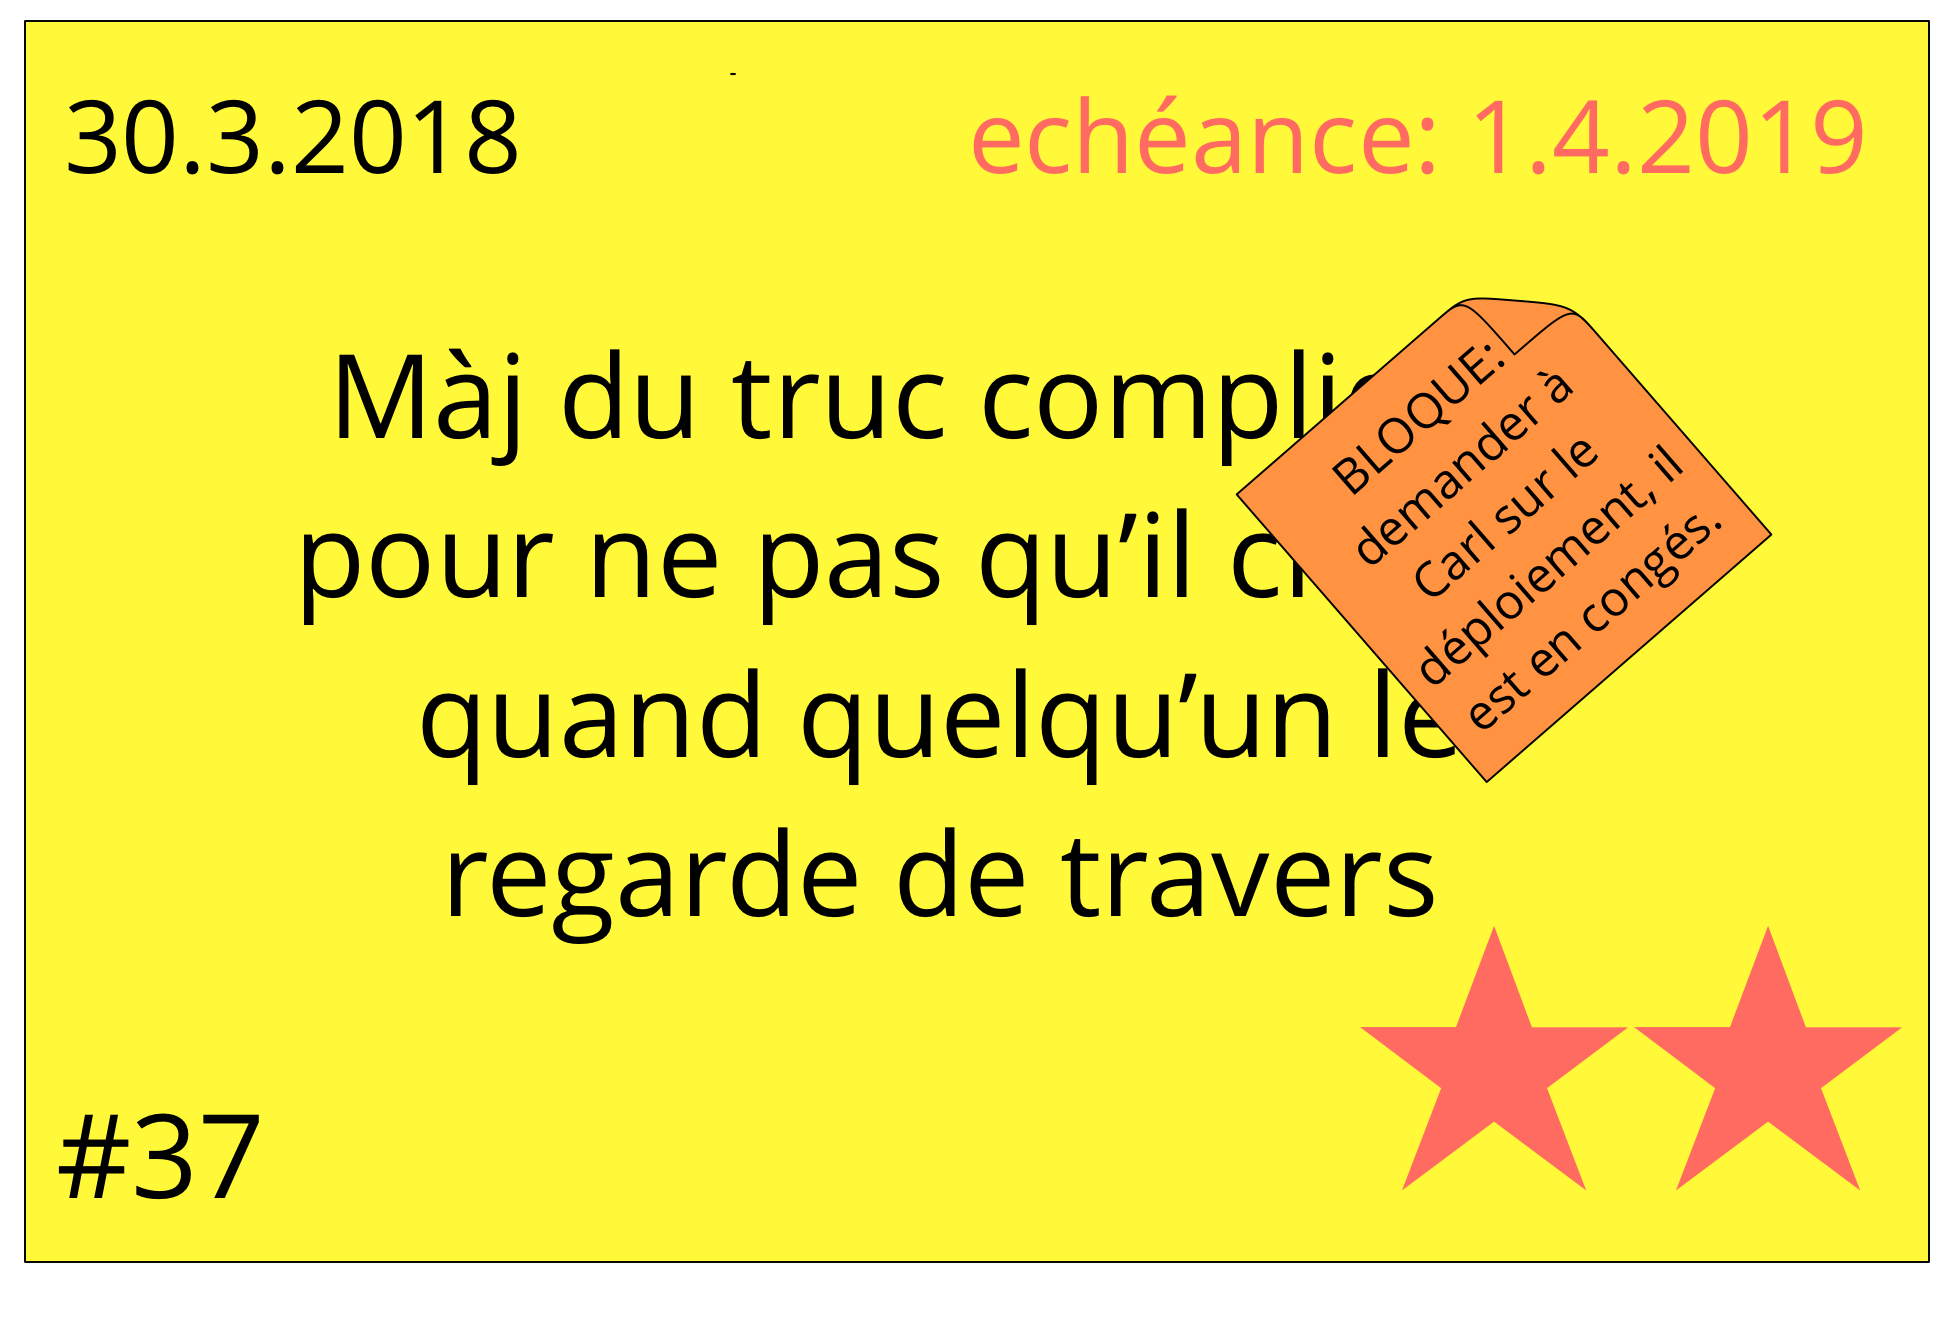 30.3.2018
echéance: 1.4.2019
Màj du truc
pour ne pas qu’il
quand quelqu’un le
regarde de travers
BLOQUE:
demander à
Carl sur le
déploiement, il
est en congés.
#37